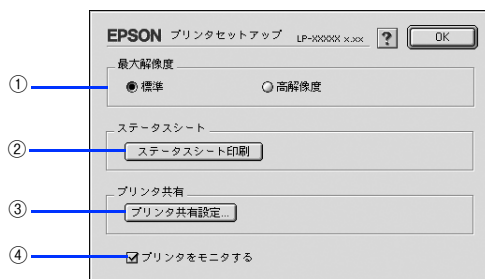 EPSON プリンタセットアップ LP-XXXXX x.xx ? OK
最大解像度
① ◉標準 ○高解像度
ステータスシート
② ステータスシート印刷
プリンタ共有
③ プリンタ共有設定...
④ ☑プリンタをモニタする